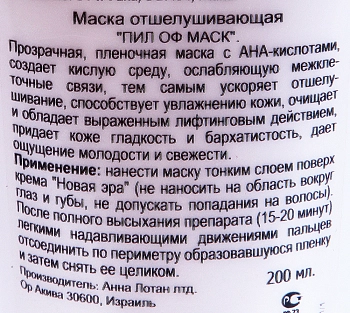 Маска отшелушивающая
"ПИЛ ОФ МАСК".
Прозрачная, пленочная маска с АНА-кислотами,
создает кислую среду, ослабляющую межкле-
точные связи, тем самым ускоряет отшелу-
шивание, способствует увлажнению кожи, очищает
и обладает выраженным лифтинговым действием,
придает коже гладкость и бархатистость, дает
ощущение молодости и свежести.
Применение: нанести маску тонким слоем поверх
крема "Новая эра" (не наносить на область вокруг
глаз и губы, не допускать попадания на волосы).
После полного высыхания препарата (15-20 минут)
легкими надавливающими движениями пальцев
отсоединить по периметру образовавшуюся пленку
и затем снять ее целиком.
Производитель: Анна Лотан лтд.
Ор Акива 30600, Израиль
200 мл.